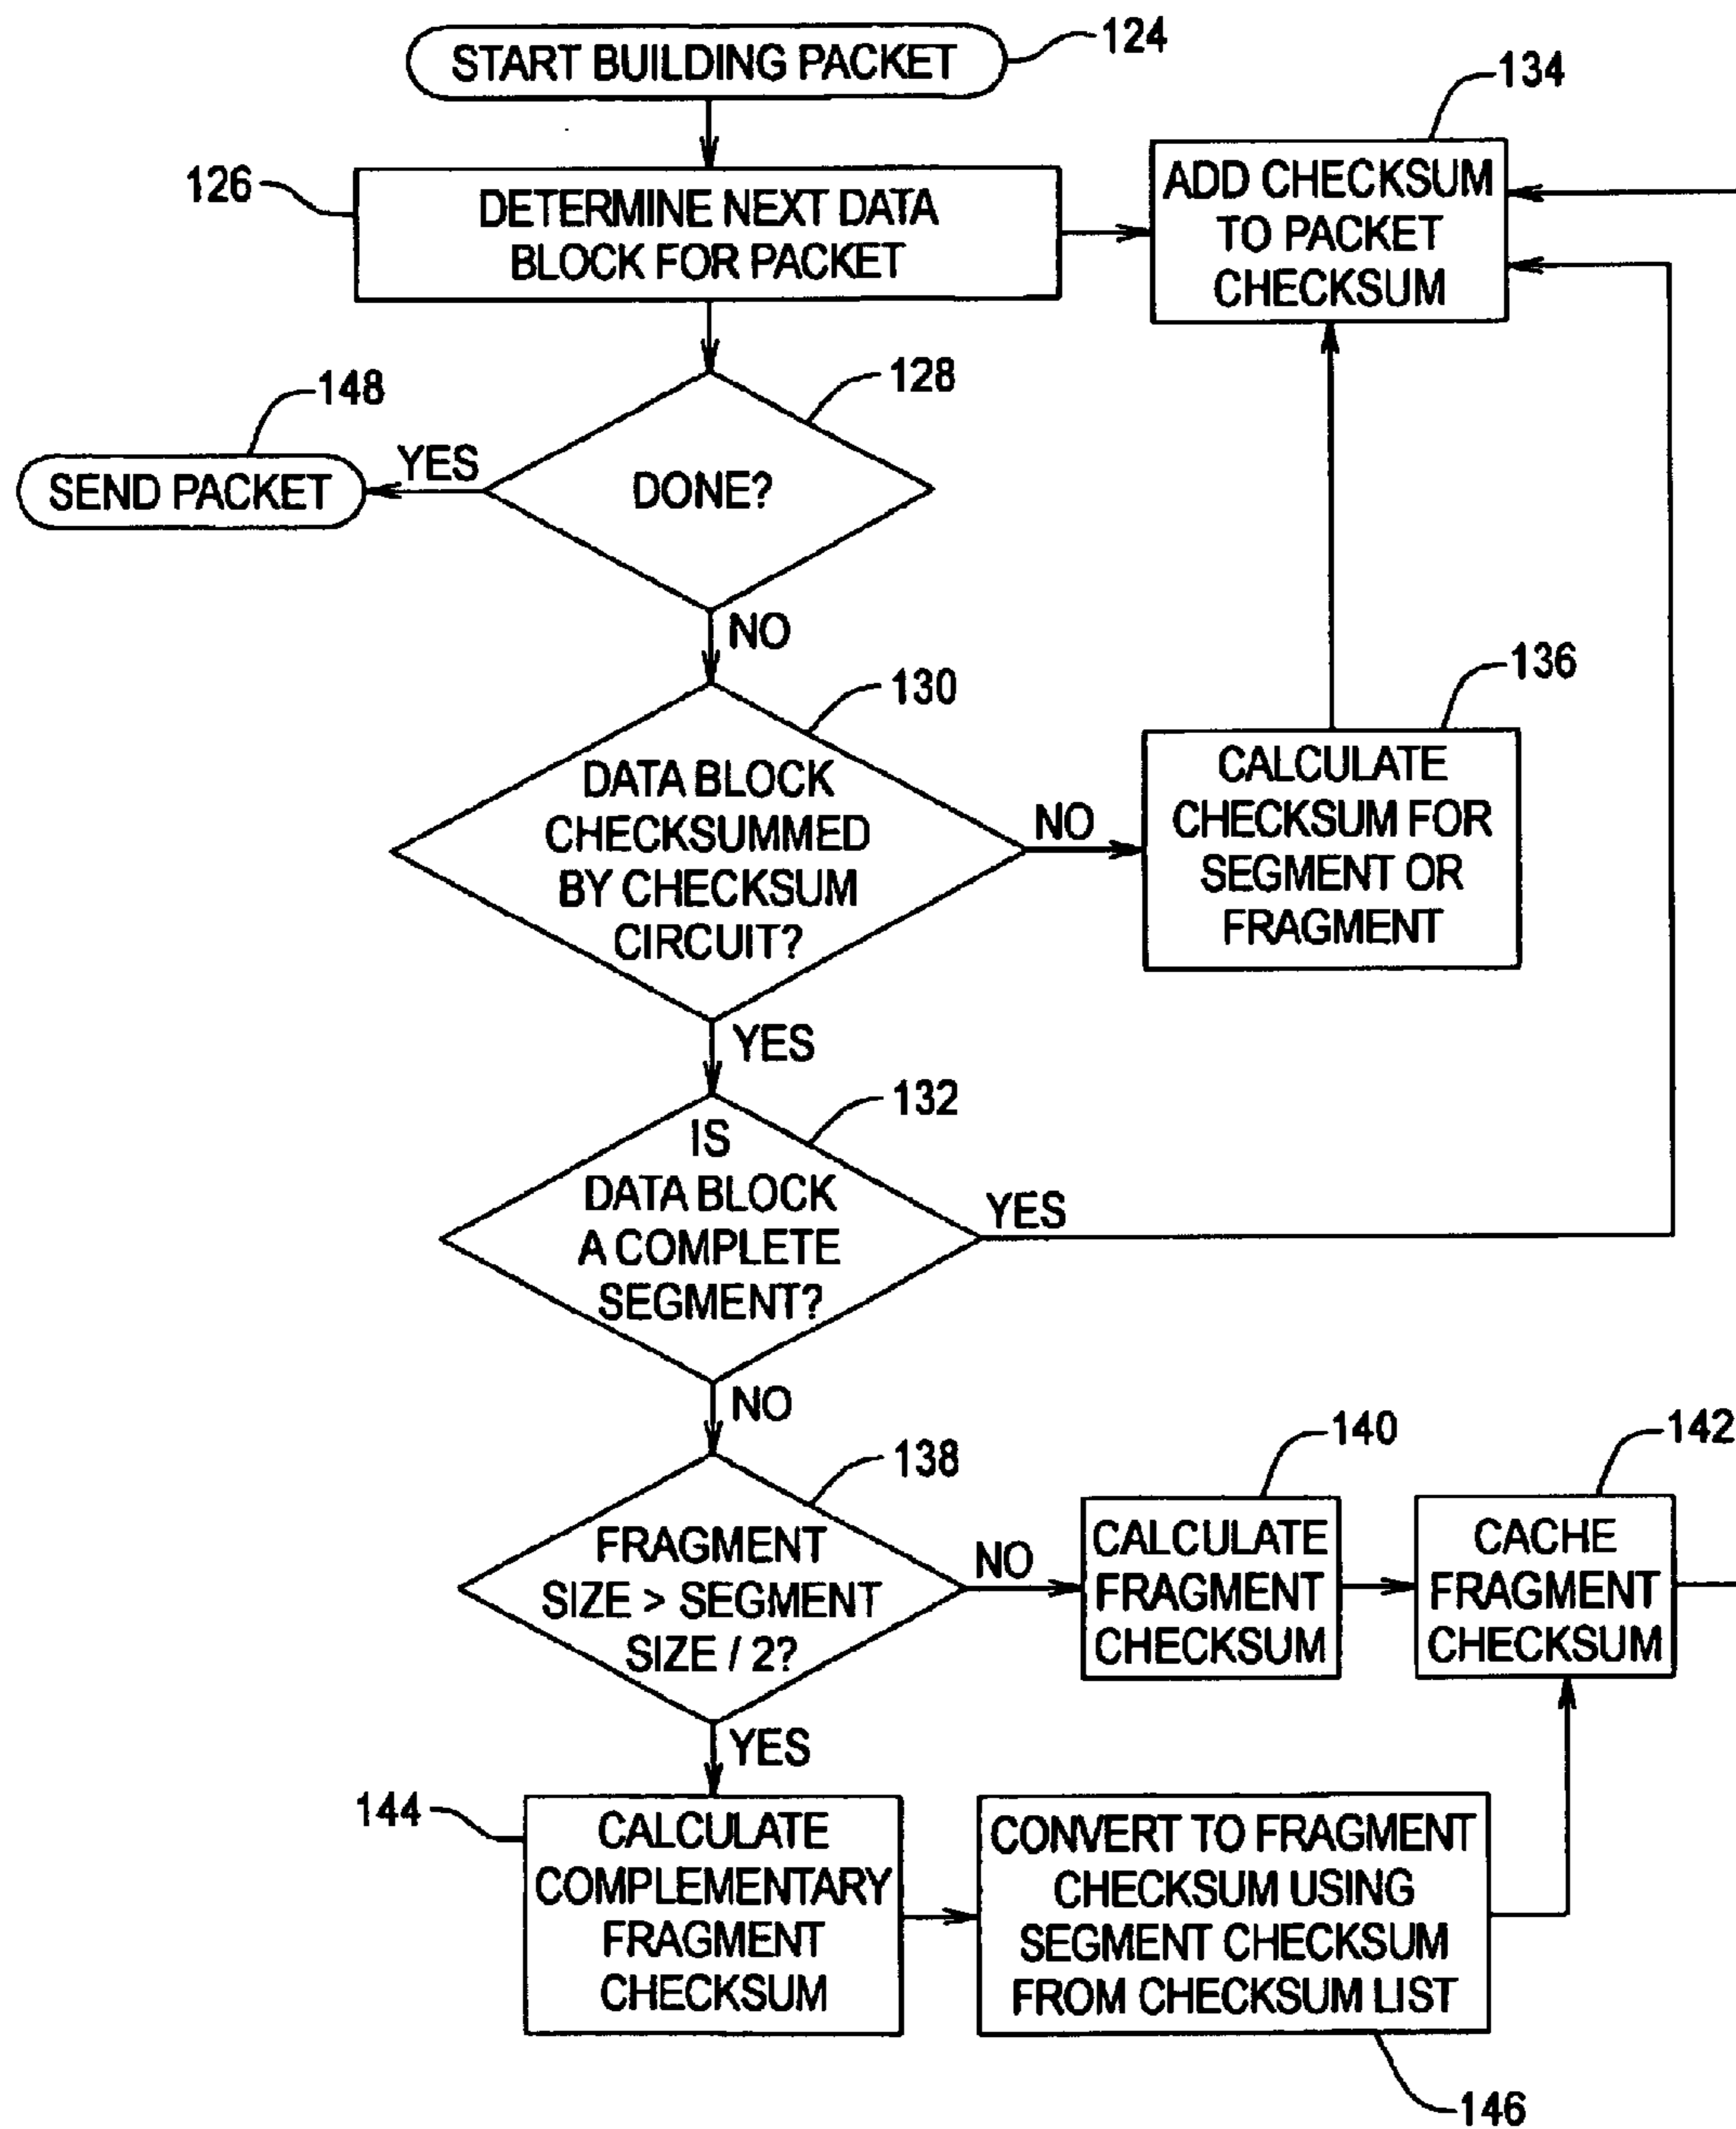 START BUILDING PACKET
124
134
126
DETERMINE NEXT DATA
BLOCK FOR PACKET
ADD CHECKSUM
TO PACKET
CHECKSUM
128
148
YES
SEND PACKET
DONE?
NO
130
136
DATA BLOCK
CHECKSUMMED
BY CHECKSUM
CIRCUIT?
NO
CALCULATE
CHECKSUM FOR
SEGMENT OR
FRAGMENT
YES
132
IS
DATA BLOCK
A COMPLETE
SEGMENT?
YES
NO
138
140
142
FRAGMENT
SIZE > SEGMENT
SIZE / 2?
NO
CALCULATE
FRAGMENT
CHECKSUM
CACHE
FRAGMENT
CHECKSUM
YES
144
CALCULATE
COMPLEMENTARY
FRAGMENT
CHECKSUM
CONVERT TO FRAGMENT
CHECKSUM USING
SEGMENT CHECKSUM
FROM CHECKSUM LIST
146